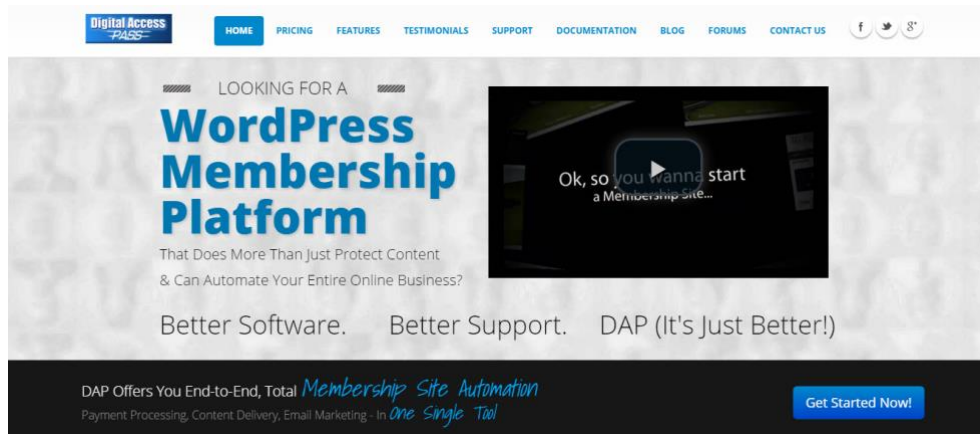 Digital Access
PASS
HOME PRICING FEATURES TESTIMONIALS SUPPORT DOCUMENTATION BLOG FORUMS CONTACT US f g+
LOOKING FOR A
WordPress
Membership
Platform
That Does More Than Just Protect Content
& Can Automate Your Entire Online Business?
Ok, so you wanna start
a Membership Site...
Better Software. Better Support. DAP (It's Just Better!)
DAP Offers You End-to-End, Total Membership Site Automation
Payment Processing, Content Delivery, Email Marketing - In One Single Tool
Get Started Now!